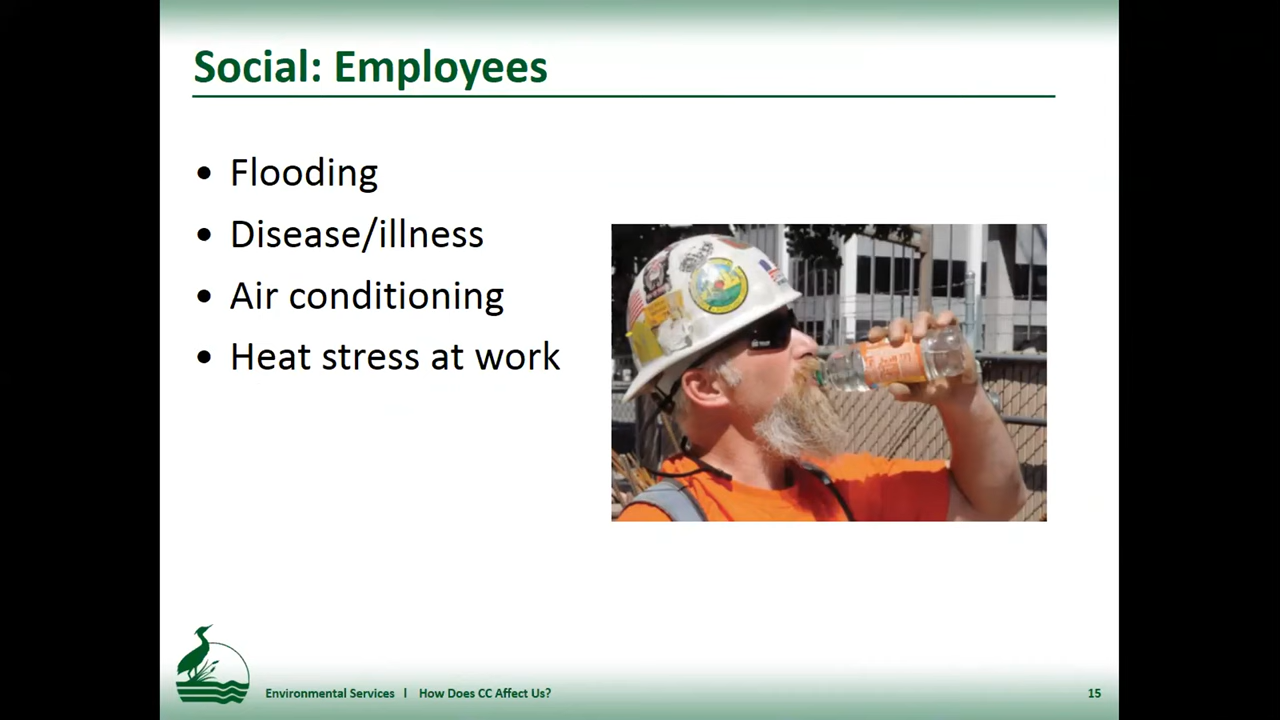 Social: Employees
• Flooding
• Disease/illness
• Air conditioning
• Heat stress at work
Environmental Services | How Does CC Affect Us?
15